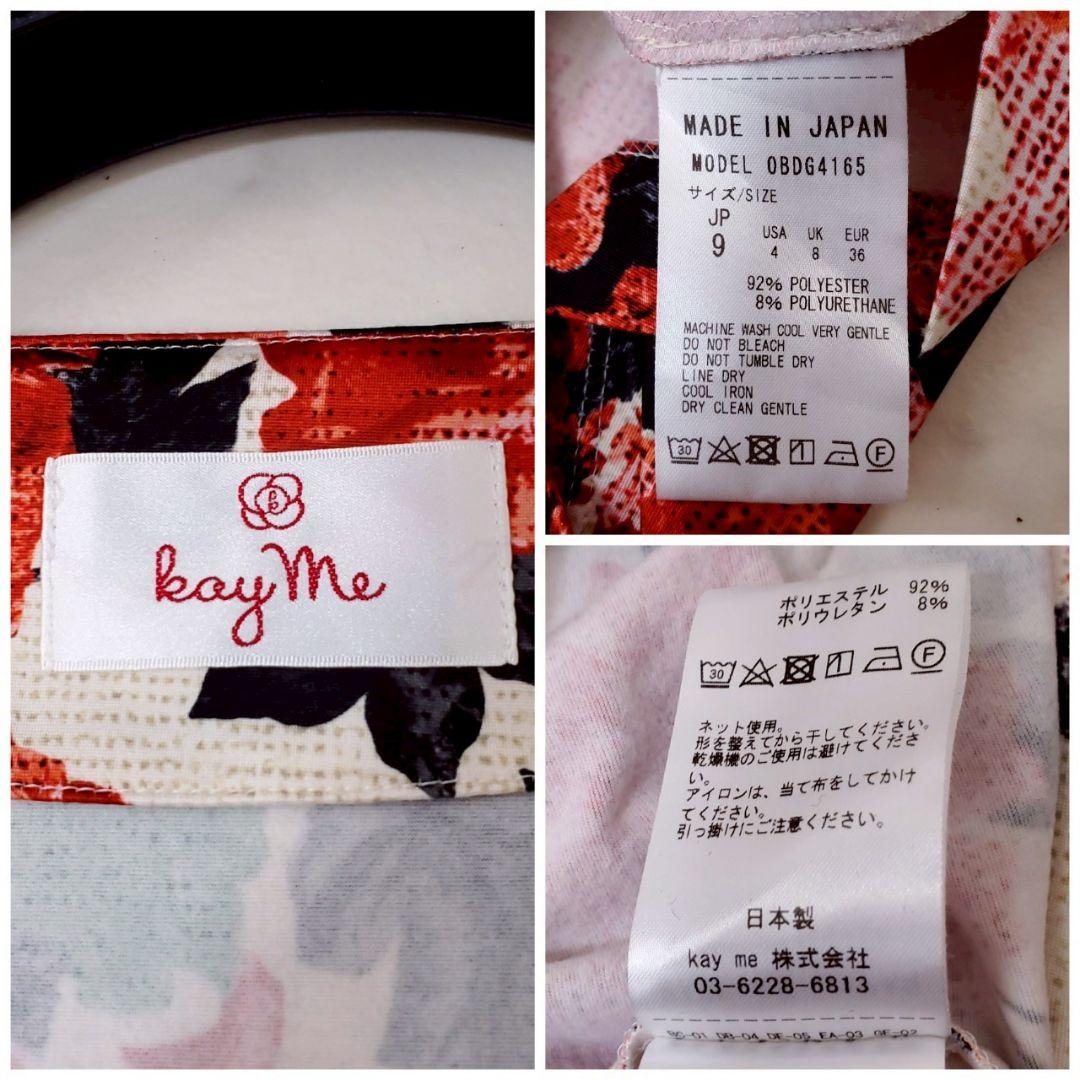 kay me
MADE IN JAPAN
MODEL 0BDG4165
サイズ/SIZE
JP USA UK EUR
9 4 8 36
92% POLYESTER
8% POLYURETHANE
MACHINE WASH COOL VERY GENTLE
DO NOT BLEACH
DO NOT TUMBLE DRY
LINE DRY
COOL IRON
DRY CLEAN GENTLE
30 F
ポリエステル 92%
ポリウレタン 8%
30 F
ネット使用。
形を整えてから干してください。
乾燥機のご使用は避けてくださ
い。
アイロンは、当て布をしてかけ
てください。
引っ掛けにご注意ください。
日本製
kay me 株式会社
03-6228-6813